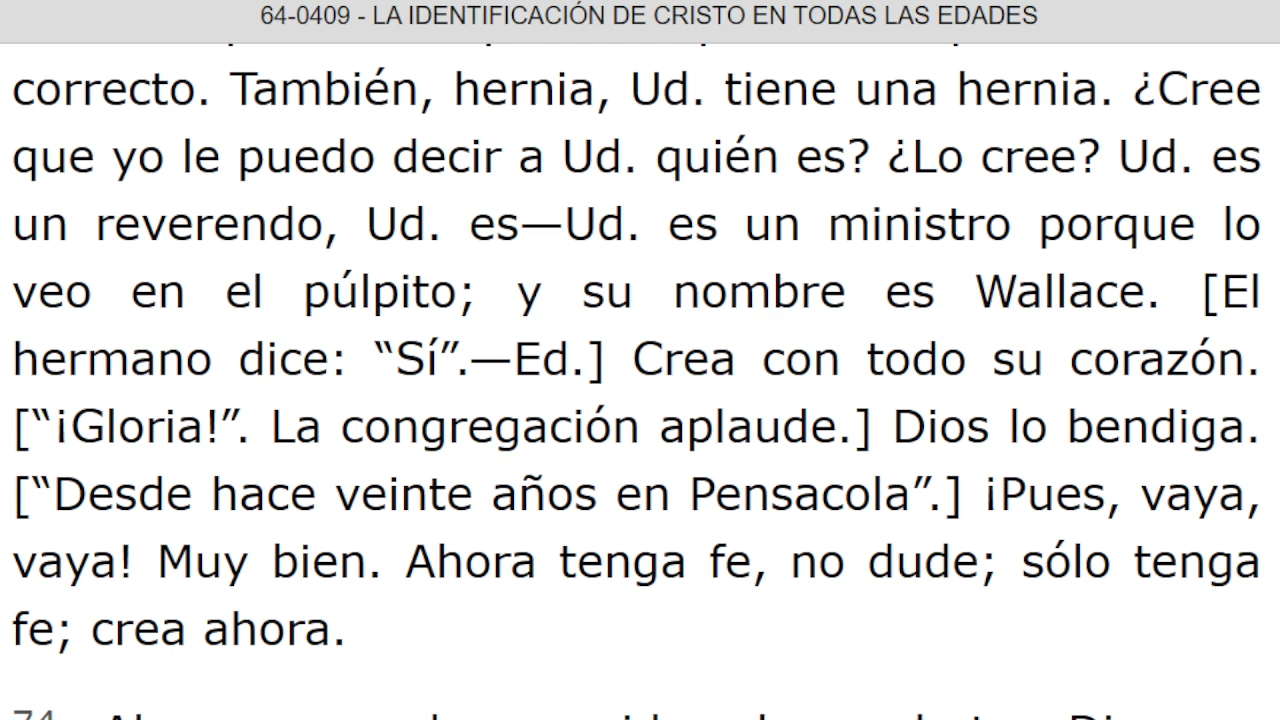 64-0409 - LA IDENTIFICACIÓN DE CRISTO EN TODAS LAS EDADES
correcto. También, hernia, Ud. tiene una hernia. ¿Cree
que yo le puedo decir a Ud. quién es? ¿Lo cree? Ud. es
un reverendo, Ud. es—Ud. es un ministro porque lo
veo en el púlpito; y su nombre es Wallace. [El
hermano dice: “Sí”.—Ed.] Crea con todo su corazón.
[“¡Gloria!”. La congregación aplaude.] Dios lo bendiga.
[“Desde hace veinte años en Pensacola”.] ¡Pues, vaya,
vaya! Muy bien. Ahora tenga fe, no dude; sólo tenga
fe; crea ahora.